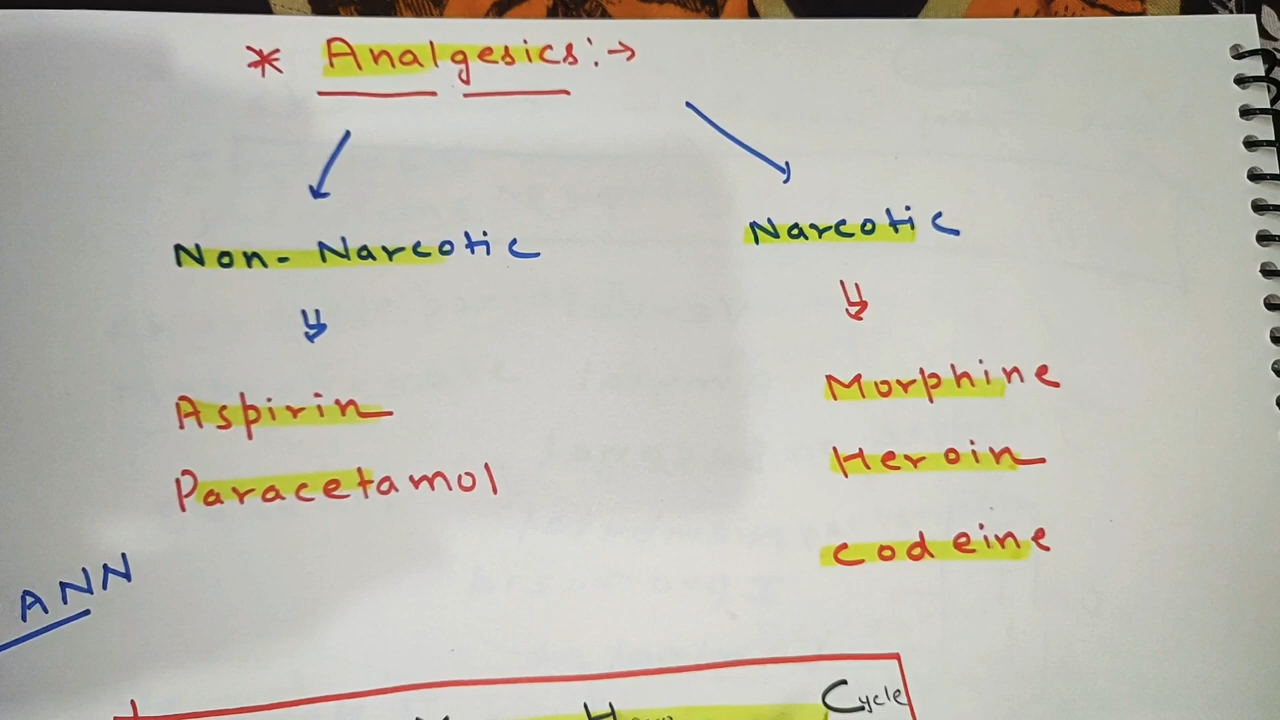 * Analgesics:→
Non-Narcotic
Narcotic
Aspirin
Paracetamol
Morphine
Heroin
codeine
ANN
Cycle